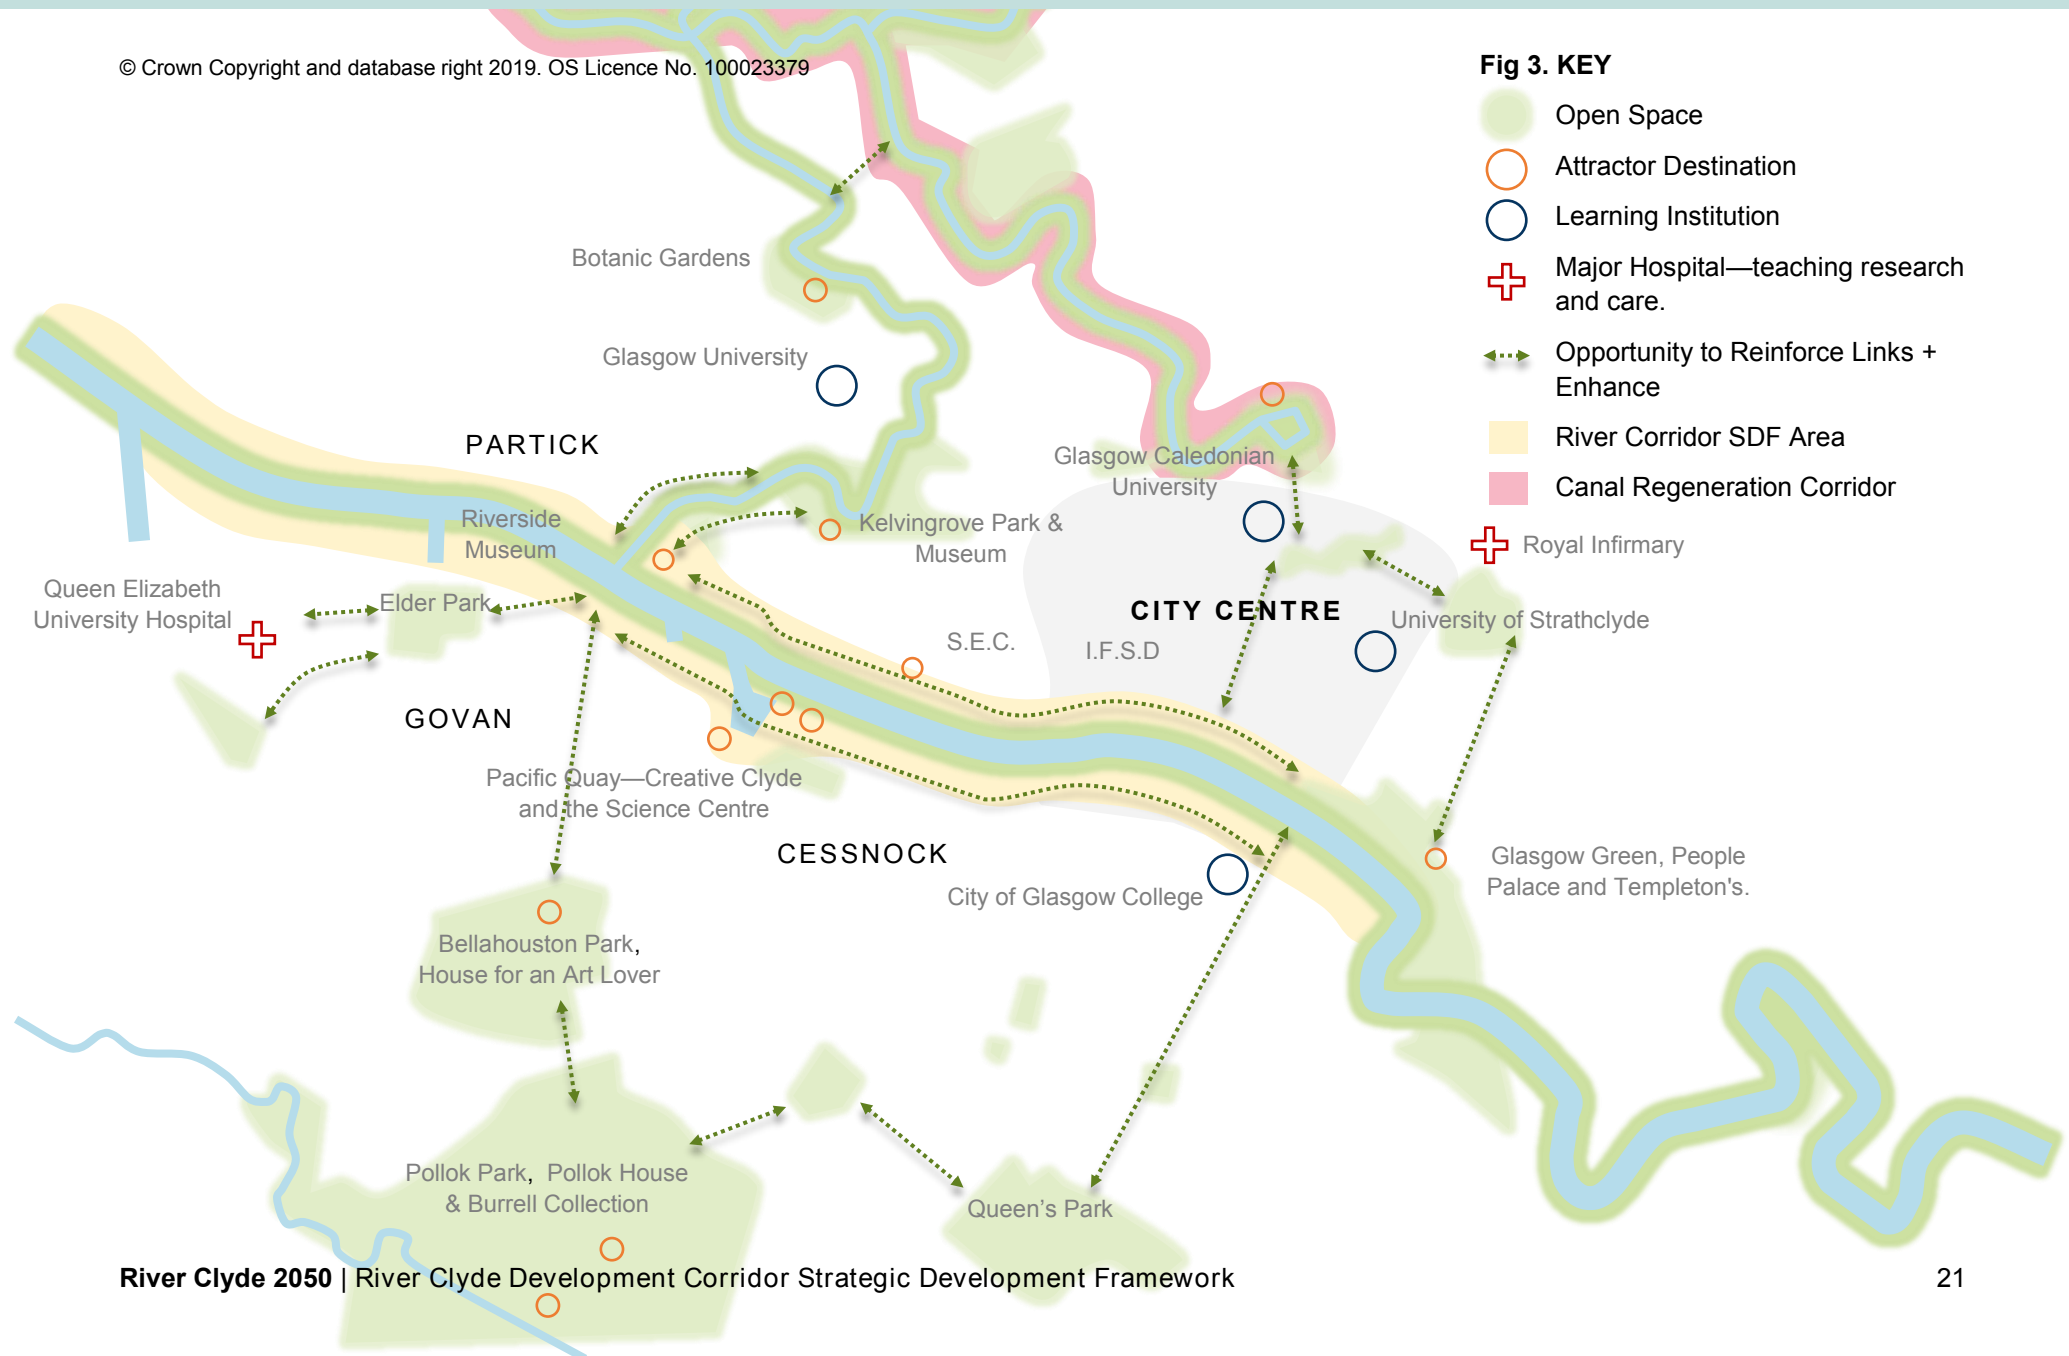 © Crown Copyright and database right 2019. OS Licence No. 100023379
Fig 3. KEY
Open Space
Attractor Destination
Learning Institution
Major Hospital—teaching research
and care.
Opportunity to Reinforce Links +
Enhance
River Corridor SDF Area
Canal Regeneration Corridor
Botanic Gardens
Glasgow University
PARTICK
Glasgow Caledonian
University
Riverside
Museum
Kelvingrove Park &
Museum
Royal Infirmary
Queen Elizabeth
University Hospital
Elder Park
CITY CENTRE
University of Strathclyde
S.E.C.
I.F.S.D
GOVAN
Pacific Quay—Creative Clyde
and the Science Centre
CESSNOCK
City of Glasgow College
Glasgow Green, People
Palace and Templeton's.
Bellahouston Park,
House for an Art Lover
Pollok Park, Pollok House
& Burrell Collection
Queen’s Park
River Clyde 2050 | River Clyde Development Corridor Strategic Development Framework
21